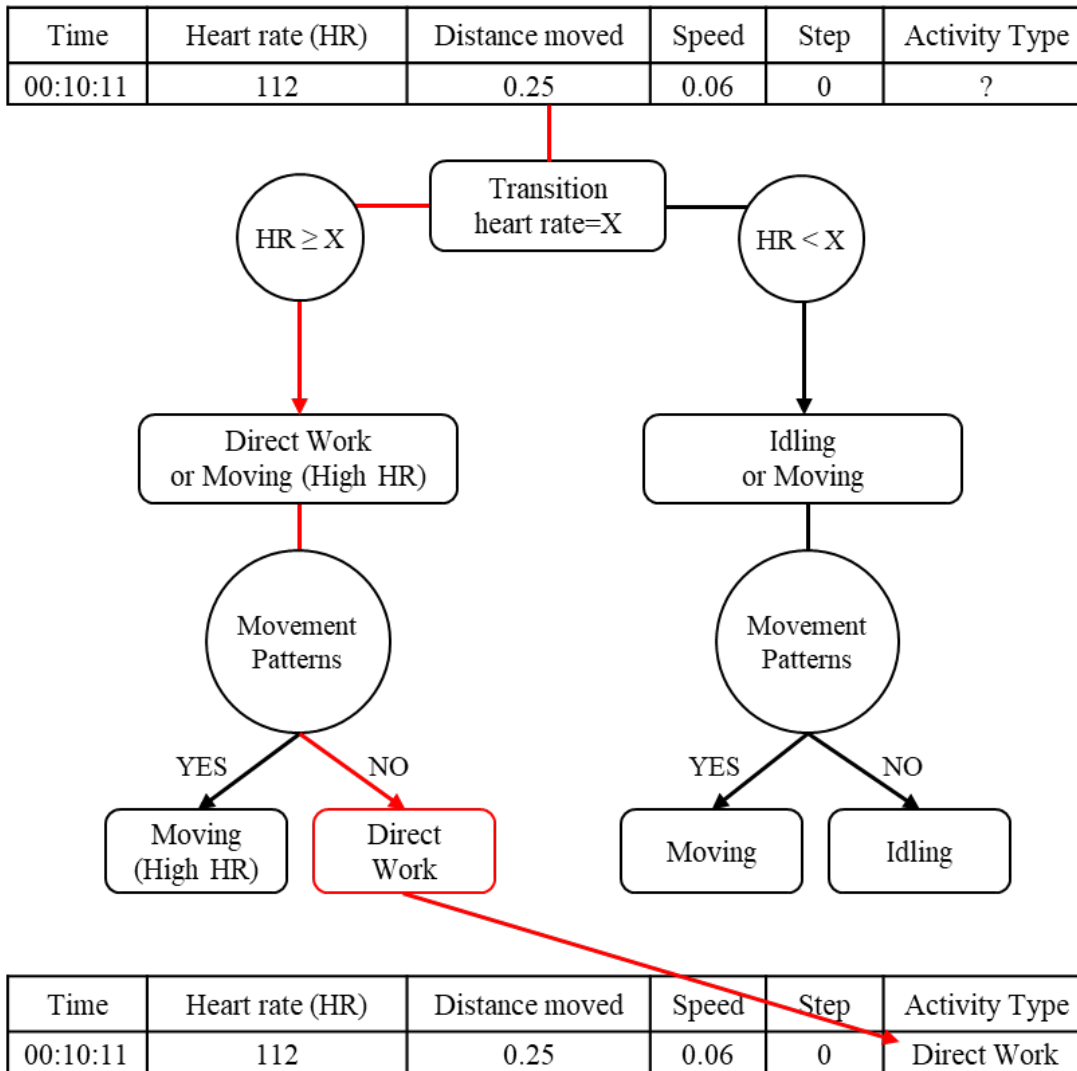 Time Heart rate (HR) Distance moved Speed Step Activity Type
00:10:11 112 0.25 0.06 0 ?
Transition
heart rate=X
HR ≥ X
HR < X
Direct Work
or Moving (High HR)
Idling
or Moving
Movement
Patterns
Movement
Patterns
YES NO
YES NO
Moving
(High HR)
Direct
Work
Moving
Idling
Time Heart rate (HR) Distance moved Speed Step Activity Type
00:10:11 112 0.25 0.06 0 Direct Work